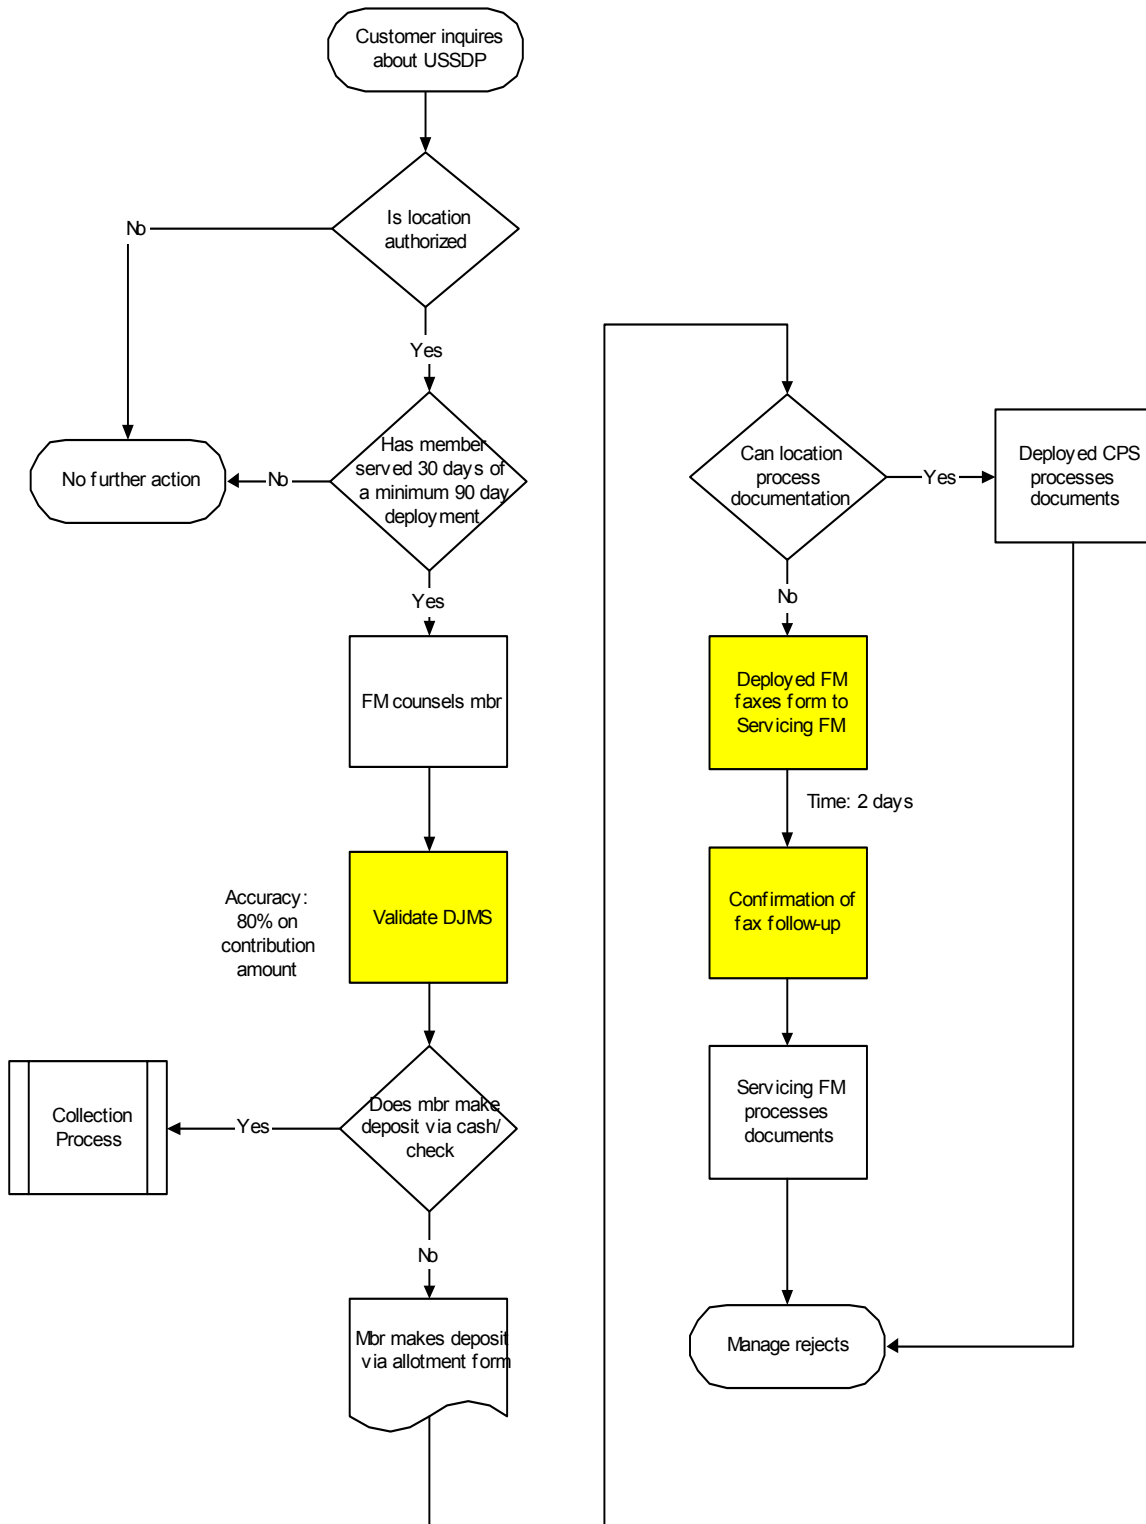 Customer inquires
about USSDP
Is location
authorized
No
Yes
Has member
served 30 days of
a minimum 90 day
deployment
No
No further action
Yes
FM counsels mbr
Accuracy:
80% on
contribution
amount
Validate DJMS
Does mbr make
deposit via cash/
check
Yes
Collection
Process
No
Mbr makes deposit
via allotment form
Can location
process
documentation
Yes
Deployed CPS
processes
documents
No
Deployed FM
faxes form to
Servicing FM
Time: 2 days
Confirmation of
fax follow-up
Servicing FM
processes
documents
Manage rejects